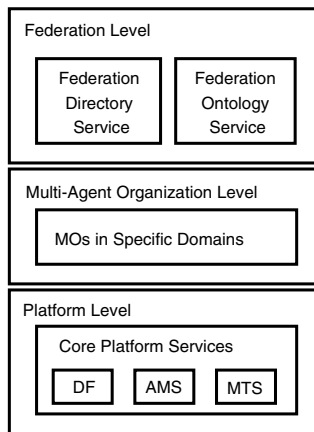 Federation Level
Federation
Directory
Service
Federation
Ontology
Service
Multi-Agent Organization Level
MOs in Specific Domains
Platform Level
Core Platform Services
DF
AMS
MTS